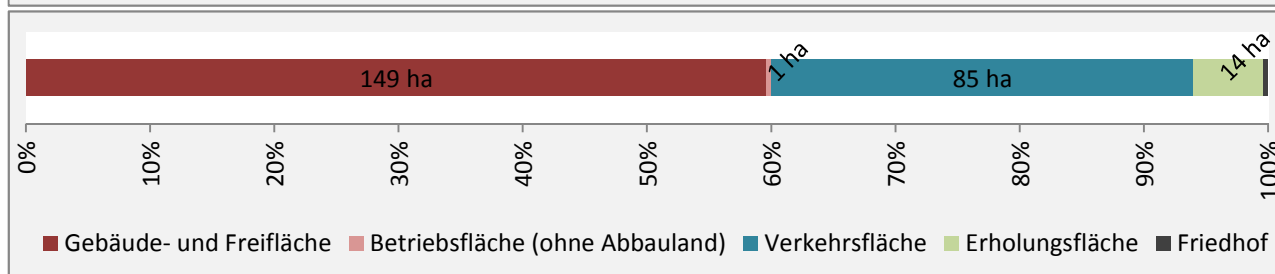 149 ha 1 ha 85 ha 14 ha
0% 10% 20% 30% 40% 50% 60% 70% 80% 90% 100%
Gebäude- und Freifläche Betriebsfläche (ohne Abbauland) Verkehrsfläche Erholungsfläche Friedhof